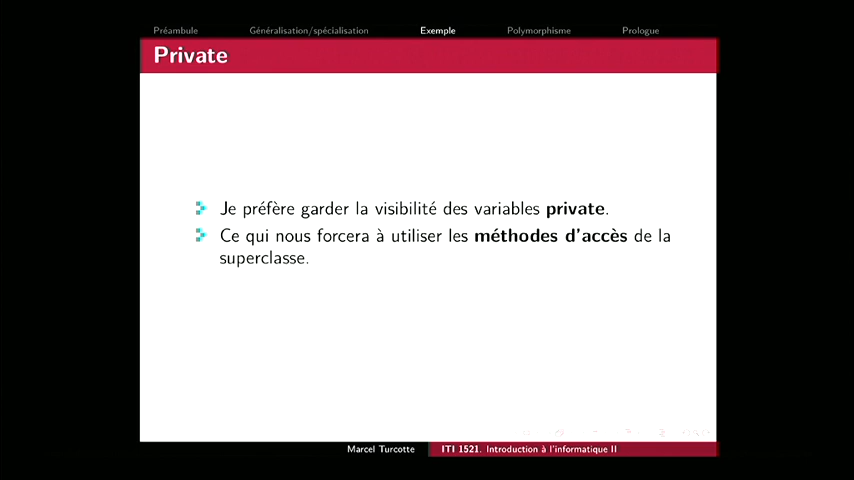 Préambule Généralisation/spécialisation Exemple Polymorphisme Prologue
Private
Je préfère garder la visibilité des variables private.
Ce qui nous forcera à utiliser les méthodes d'accès de la
superclasse.
Marcel Turcotte ITI 1521. Introduction à l'informatique II